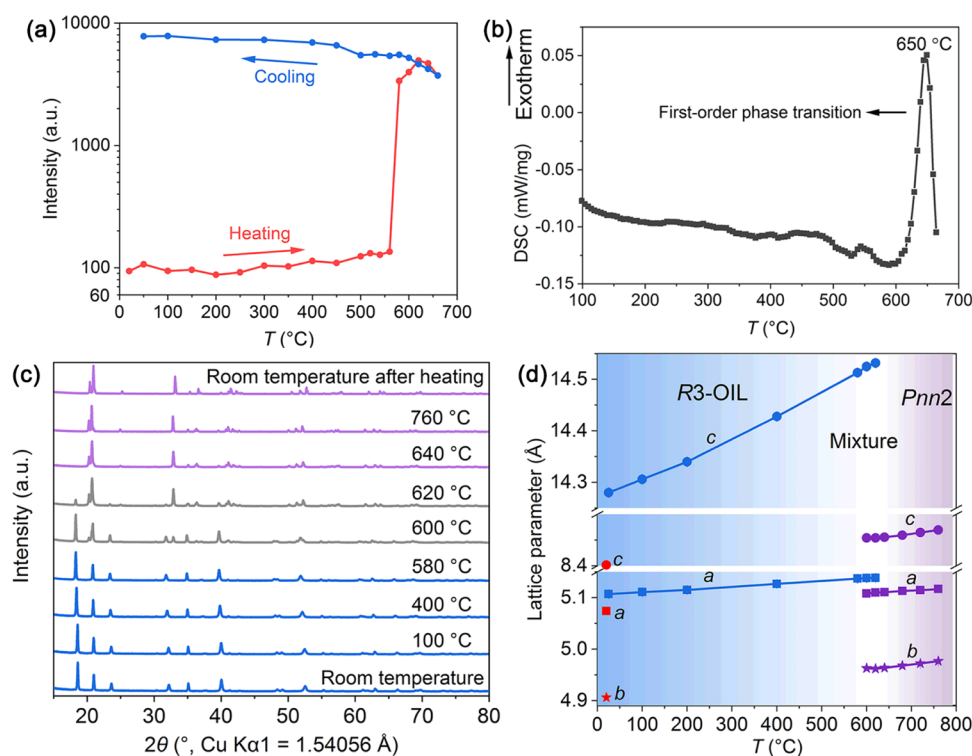 (a)
10000
1000
100
60
Intensity (a.u.)
Cooling
Heating
0 100 200 300 400 500 600 700
T (°C)
(b)
Exotherm
650 °C
0.05
0.00
-0.05
-0.10
-0.15
DSC (mW/mg)
First-order phase transition
100 200 300 400 500 600 700
T (°C)
(c)
Intensity (a.u.)
Room temperature after heating
760 °C
640 °C
620 °C
600 °C
580 °C
400 °C
100 °C
Room temperature
20 30 40 50 60 70 80
2θ (°, Cu Kα1 = 1.54056 Å)
(d)
Lattice parameter (Å)
14.5
14.4
14.3
8.4
5.1
5.0
4.9
R3-OIL
Pnn2
Mixture
c
c
c
a
a
a
b
b
0 100 200 300 400 500 600 700 800
T (°C)